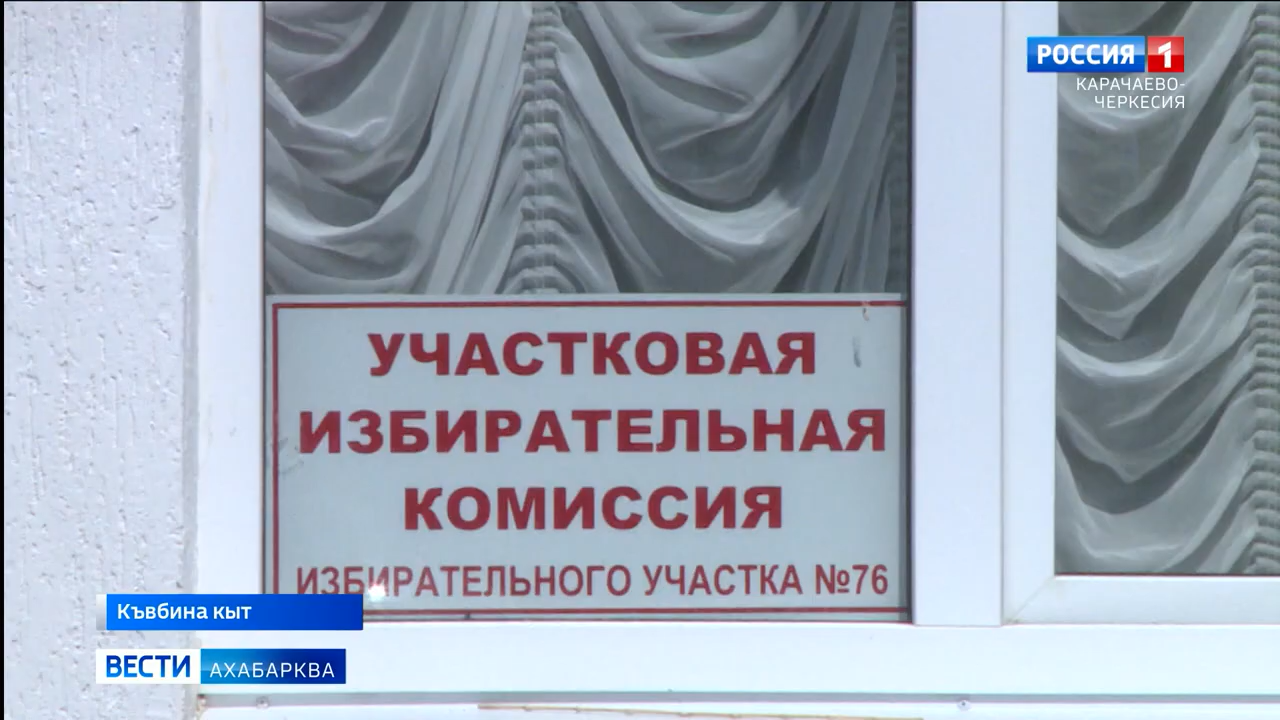 РОССИЯ 1
КАРАЧАЕВО-
ЧЕРКЕСИЯ
УЧАСТКОВАЯ
ИЗБИРАТЕЛЬНАЯ
КОМИССИЯ
ИЗБИРАТЕЛЬНОГО УЧАСТКА №76
Къвбина кыт
ВЕСТИ АХАБАРКВА